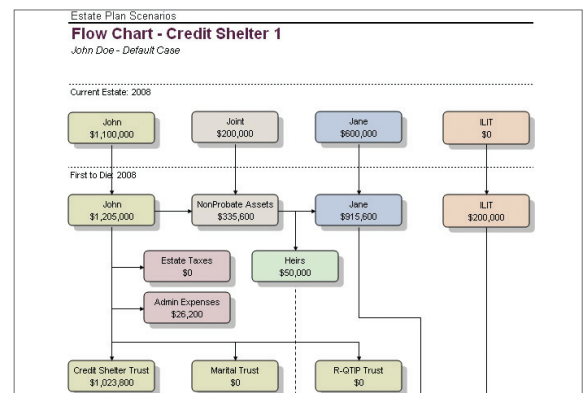 Estate Plan Scenarios
Flow Chart - Credit Shelter 1
John Doe - Default Case
Current Estate: 2008
John
$1,100,000
Joint
$200,000
Jane
$600,000
ILIT
$0
First to Die: 2008
John
$1,205,000
NonProbate Assets
$335,600
Jane
$915,600
ILIT
$200,000
Estate Taxes
$0
Heirs
$50,000
Admin Expenses
$26,200
Credit Shelter Trust
$1,023,800
Marital Trust
$0
R-QTIP Trust
$0